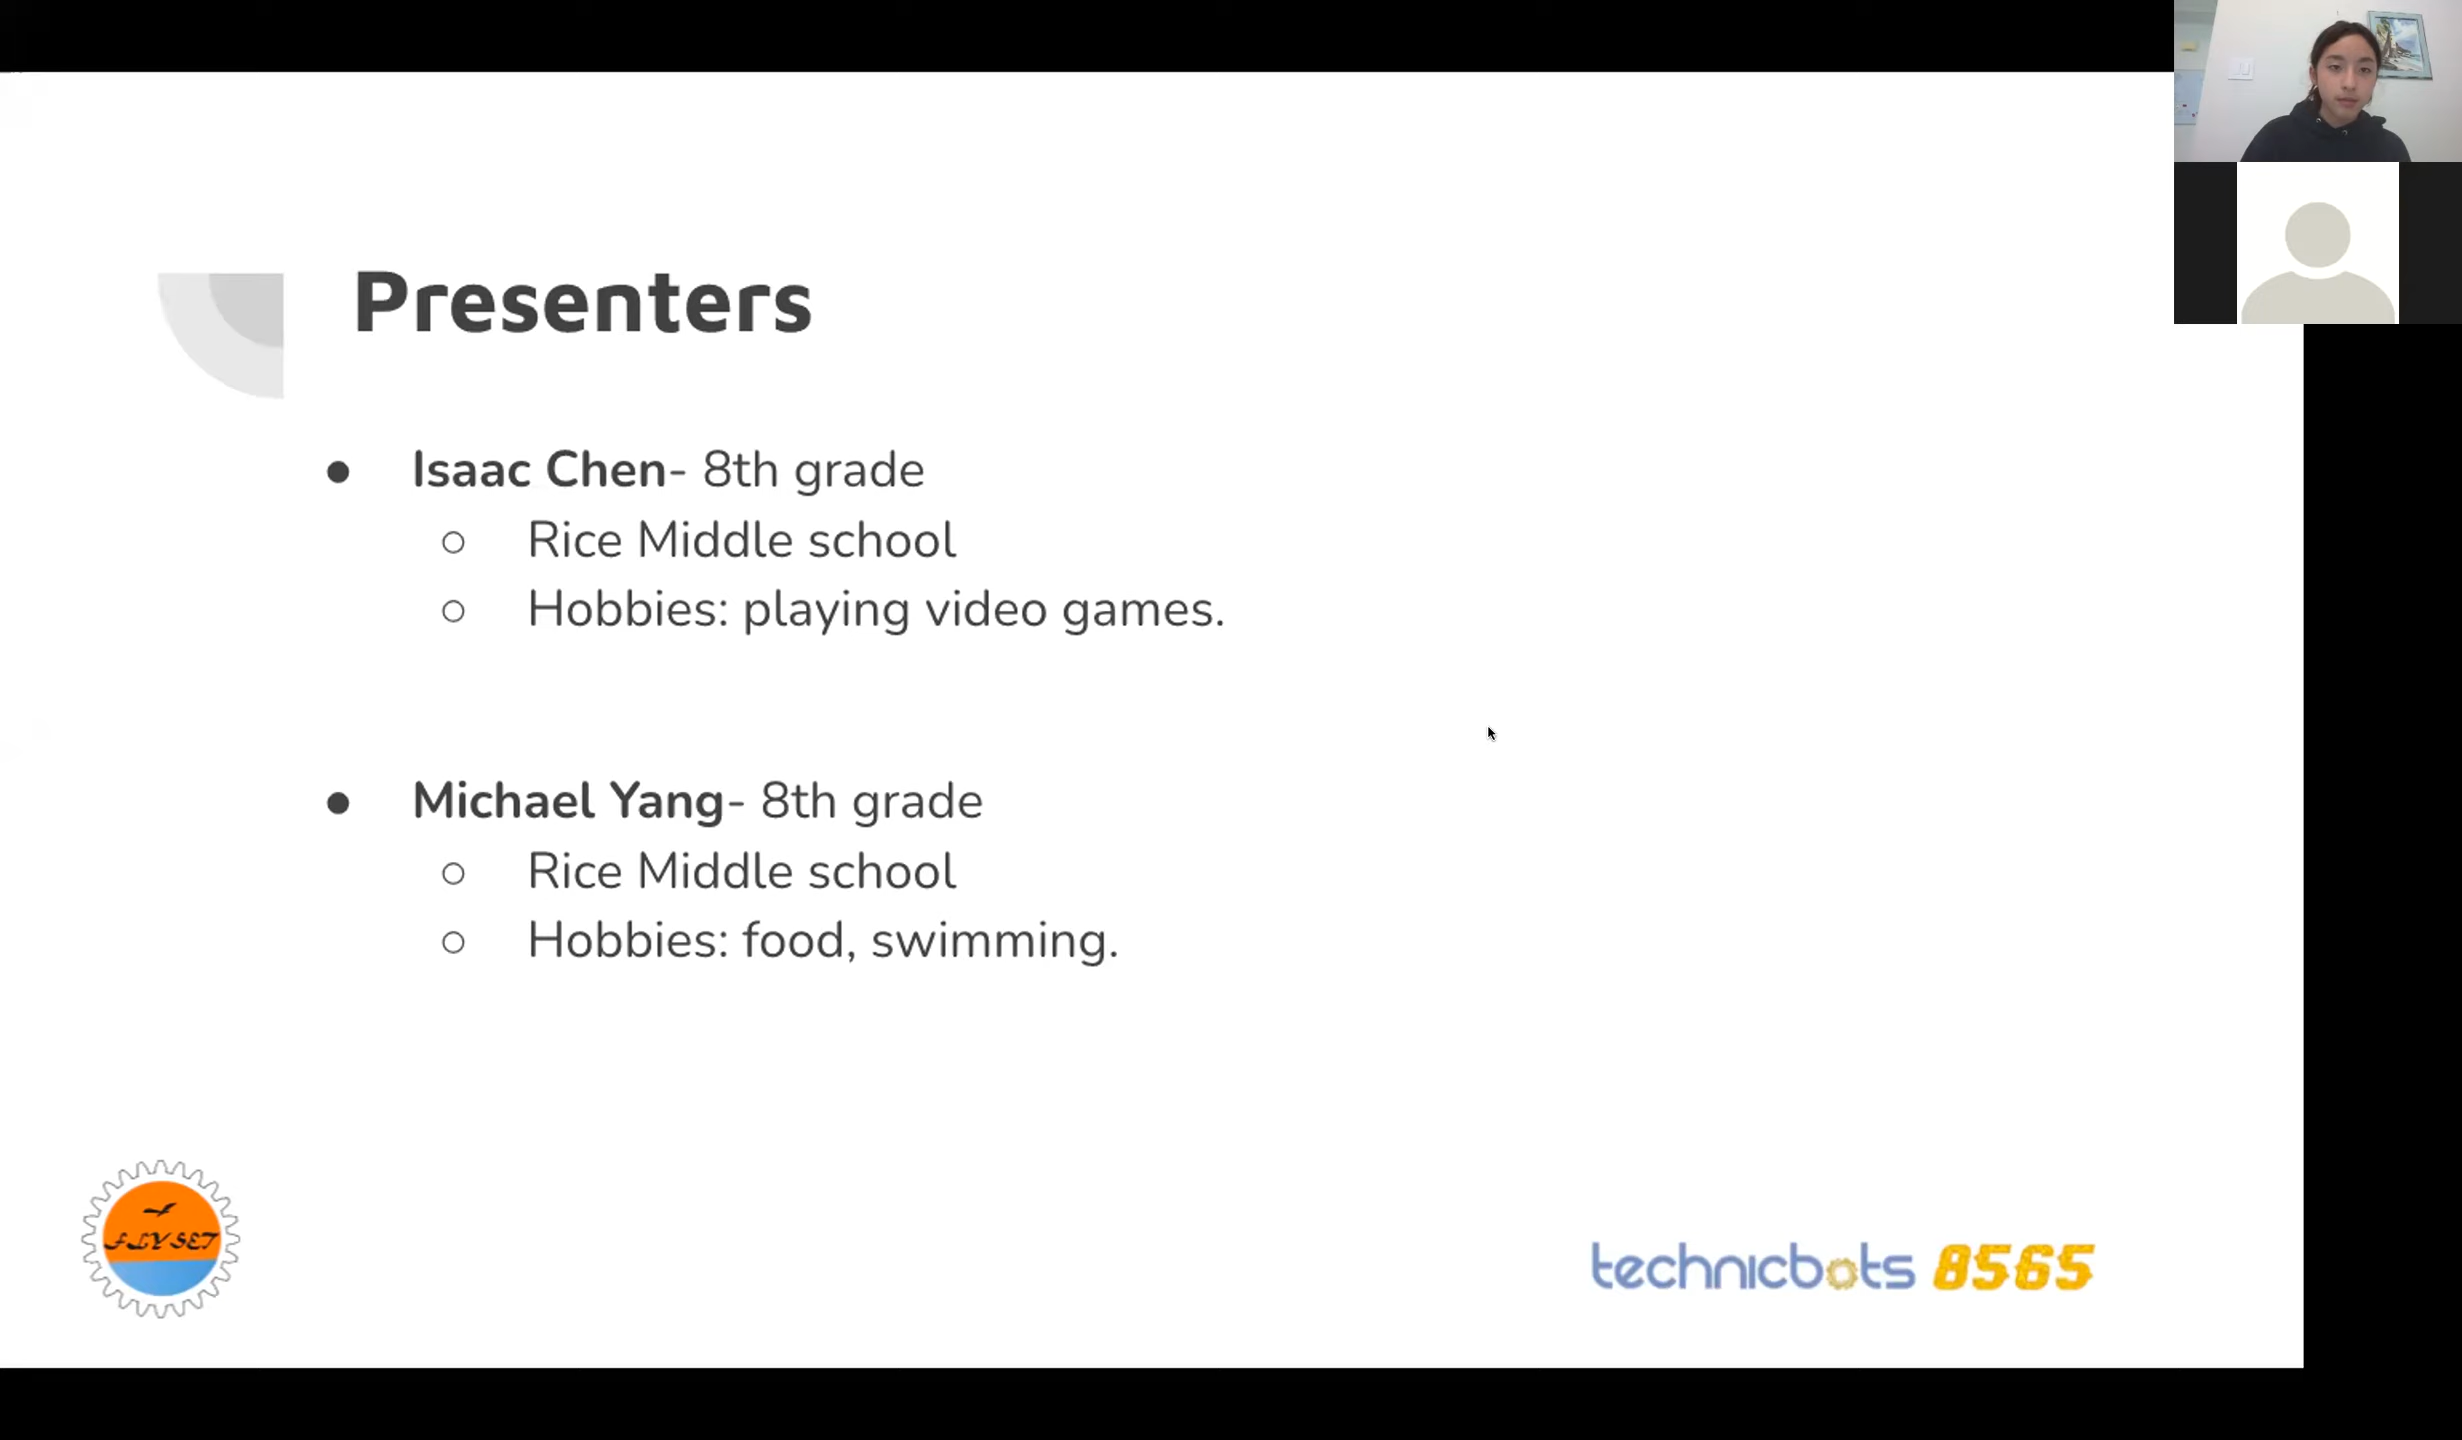 Presenters
● Isaac Chen- 8th grade
○ Rice Middle school
○ Hobbies: playing video games.
● Michael Yang- 8th grade
○ Rice Middle school
○ Hobbies: food, swimming.
FLY SET
technicbots 8565